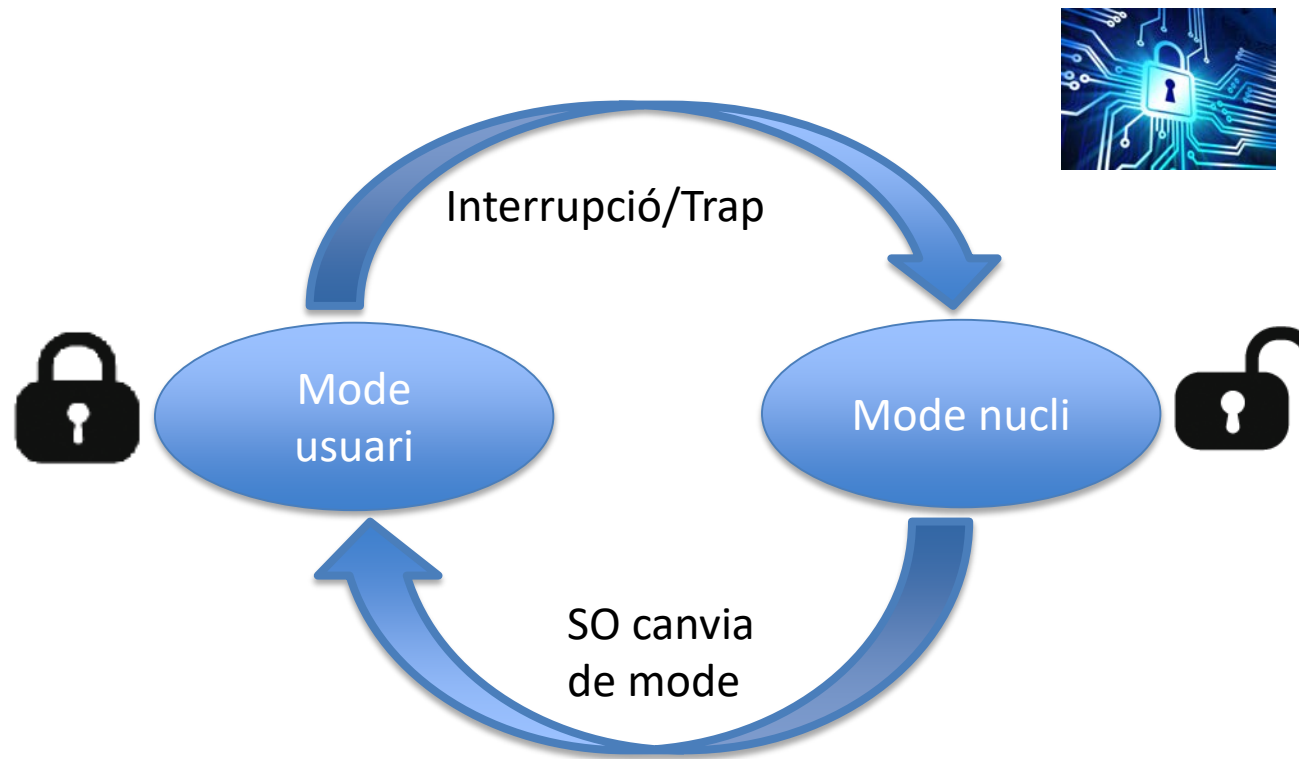 Interrupció/Trap
Mode
usuari
Mode nucli
SO canvia
de mode